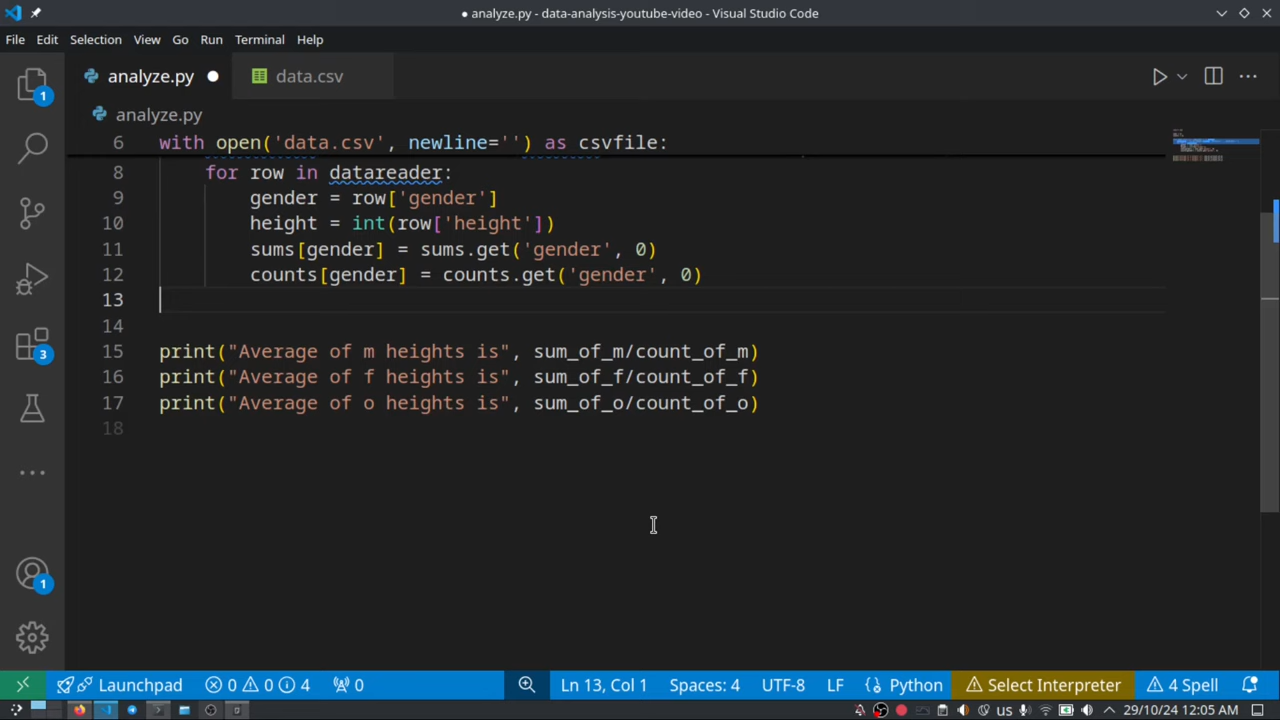 ● analyze.py - data-analysis-youtube-video - Visual Studio Code
File Edit Selection View Go Run Terminal Help
analyze.py ● data.csv
1
analyze.py
6 with open('data.csv', newline='') as csvfile:
8 for row in datareader:
9 gender = row['gender']
10 height = int(row['height'])
11 sums[gender] = sums.get('gender', 0)
12 counts[gender] = counts.get('gender', 0)
13
14
3
15 print("Average of m heights is", sum_of_m/count_of_m)
16 print("Average of f heights is", sum_of_f/count_of_f)
17 print("Average of o heights is", sum_of_o/count_of_o)
18
1
Launchpad 0 0 4 0 Ln 13, Col 1 Spaces: 4 UTF-8 LF Python Select Interpreter 4 Spell
us 29/10/24 12:05 AM